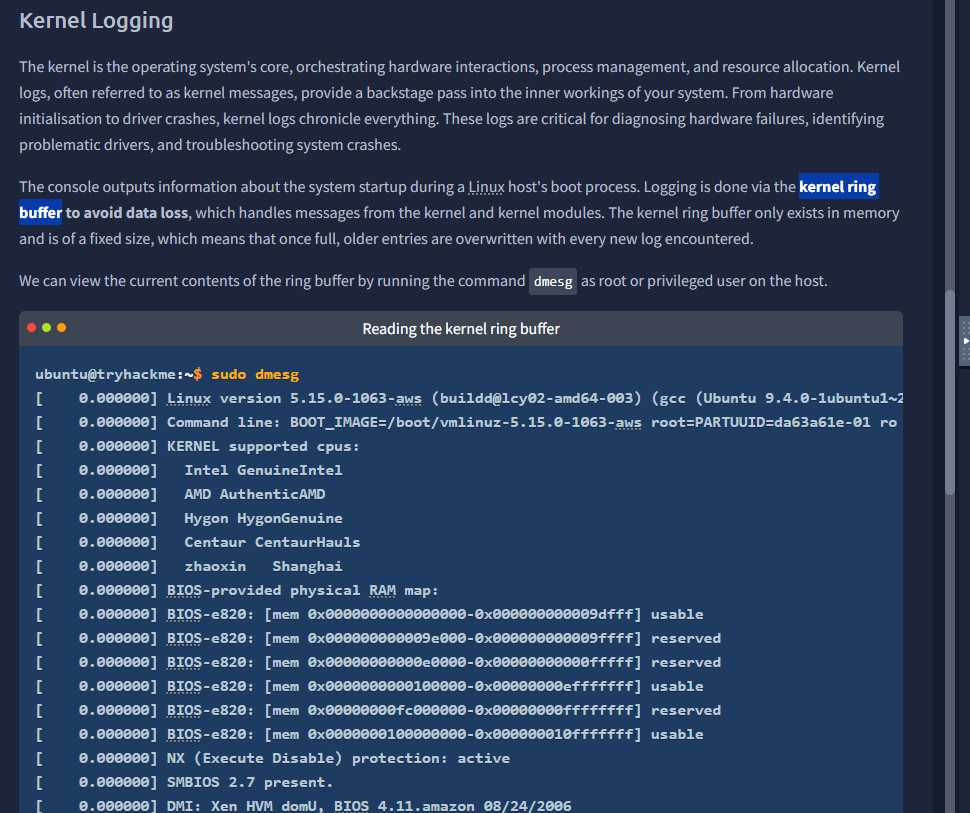 Kernel Logging
The kernel is the operating system's core, orchestrating hardware interactions, process management, and resource allocation. Kernel
logs, often referred to as kernel messages, provide a backstage pass into the inner workings of your system. From hardware
initialisation to driver crashes, kernel logs chronicle everything. These logs are critical for diagnosing hardware failures, identifying
problematic drivers, and troubleshooting system crashes.
The console outputs information about the system startup during a Linux host's boot process. Logging is done via the kernel ring
buffer to avoid data loss, which handles messages from the kernel and kernel modules. The kernel ring buffer only exists in memory
and is of a fixed size, which means that once full, older entries are overwritten with every new log encountered.
We can view the current contents of the ring buffer by running the command dmesg as root or privileged user on the host.
Reading the kernel ring buffer
ubuntu@tryhackme:~$ sudo dmesg
[    0.000000] Linux version 5.15.0-1063-aws (buildd@lcy02-amd64-003) (gcc (Ubuntu 9.4.0-1ubuntu1~2
[    0.000000] Command line: BOOT_IMAGE=/boot/vmlinuz-5.15.0-1063-aws root=PARTUUID=da63a61e-01 ro
[    0.000000] KERNEL supported cpus:
[    0.000000]   Intel GenuineIntel
[    0.000000]   AMD AuthenticAMD
[    0.000000]   Hygon HygonGenuine
[    0.000000]   Centaur CentaurHauls
[    0.000000]   zhaoxin   Shanghai
[    0.000000] BIOS-provided physical RAM map:
[    0.000000] BIOS-e820: [mem 0x0000000000000000-0x000000000009dfff] usable
[    0.000000] BIOS-e820: [mem 0x000000000009e000-0x000000000009ffff] reserved
[    0.000000] BIOS-e820: [mem 0x00000000000e0000-0x00000000000fffff] reserved
[    0.000000] BIOS-e820: [mem 0x0000000000100000-0x00000000efffffff] usable
[    0.000000] BIOS-e820: [mem 0x00000000fc000000-0x00000000ffffffff] reserved
[    0.000000] BIOS-e820: [mem 0x0000000100000000-0x000000010fffffff] usable
[    0.000000] NX (Execute Disable) protection: active
[    0.000000] SMBIOS 2.7 present.
[    0.000000] DMI: Xen HVM domU, BIOS 4.11.amazon 08/24/2006